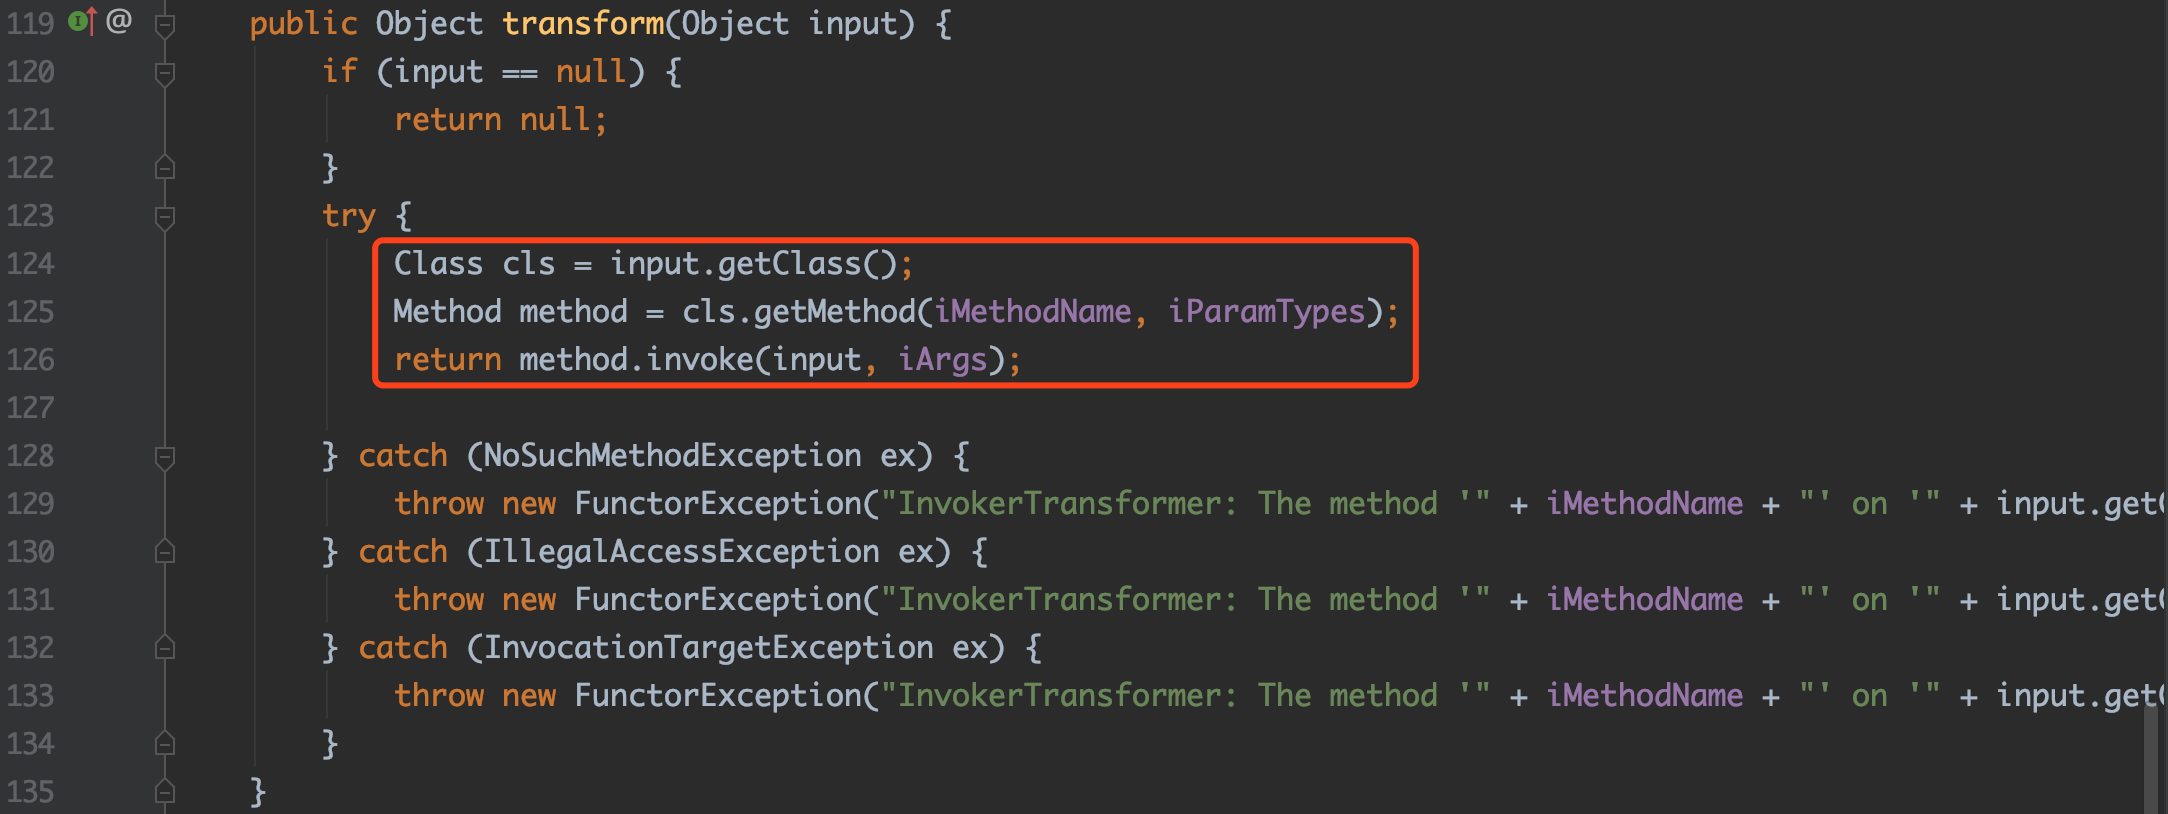 119 @ public Object transform(Object input) {
120 if (input == null) {
121 return null;
122 }
123 try {
124 Class cls = input.getClass();
125 Method method = cls.getMethod(iMethodName, iParamTypes);
126 return method.invoke(input, iArgs);
127
128 } catch (NoSuchMethodException ex) {
129 throw new FunctorException("InvokerTransformer: The method '" + iMethodName + "' on '" + input.get
130 } catch (IllegalAccessException ex) {
131 throw new FunctorException("InvokerTransformer: The method '" + iMethodName + "' on '" + input.get
132 } catch (InvocationTargetException ex) {
133 throw new FunctorException("InvokerTransformer: The method '" + iMethodName + "' on '" + input.get
134 }
135 }